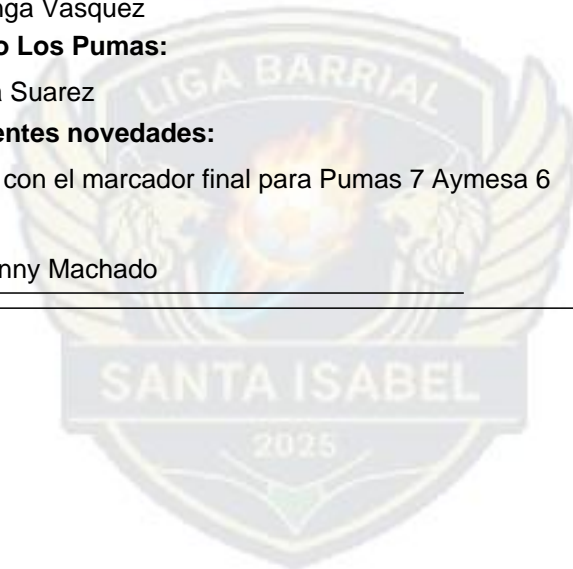 nga Vasquez
o Los Pumas:
a Suarez
entes novedades:
con el marcador final para Pumas 7 Aymesa 6
nny Machado
LIGA BARRIAL
SANTA ISABEL
2025